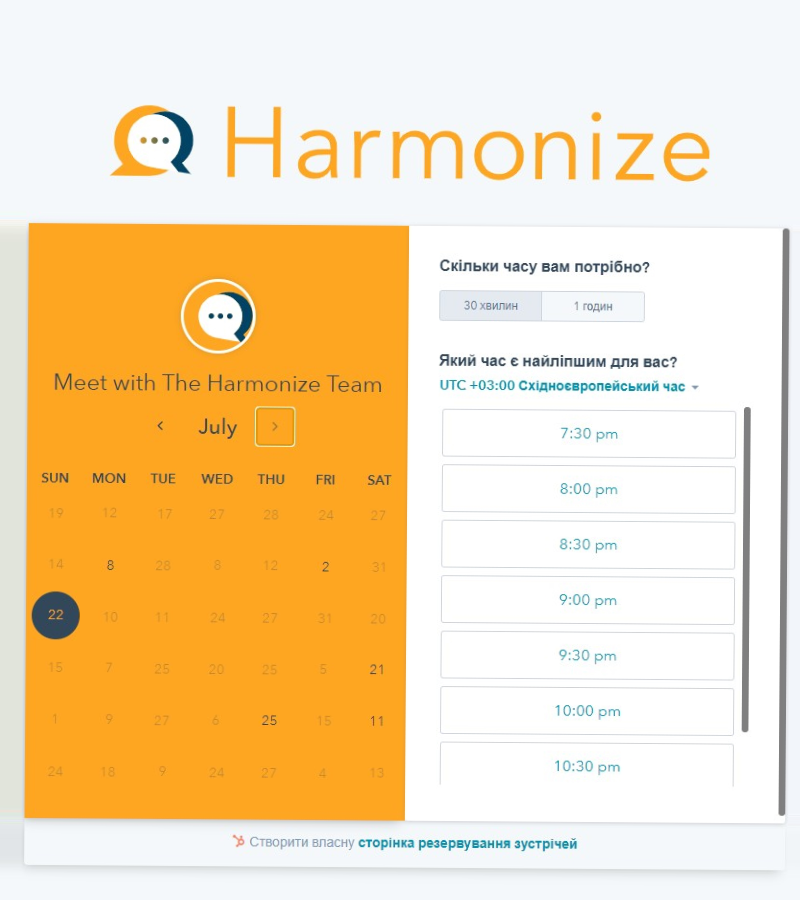 Harmonize
Meet with The Harmonize Team
July
SUN MON TUE WED THU FRI SAT
19 12 17 27 28 24 27
14 8 28 8 12 2 31
22 10 11 24 27 31 20
15 7 25 20 25 5 21
1 9 27 6 25 15 11
24 18 9 24 27 4 13
Скільки часу вам потрібно?
30 хвилин 1 годин
Який час є найліпшим для вас?
UTC +03:00 Східноєвропейський час
7:30 pm
8:00 pm
8:30 pm
9:00 pm
9:30 pm
10:00 pm
10:30 pm
Створити власну сторінка резервування зустрічей